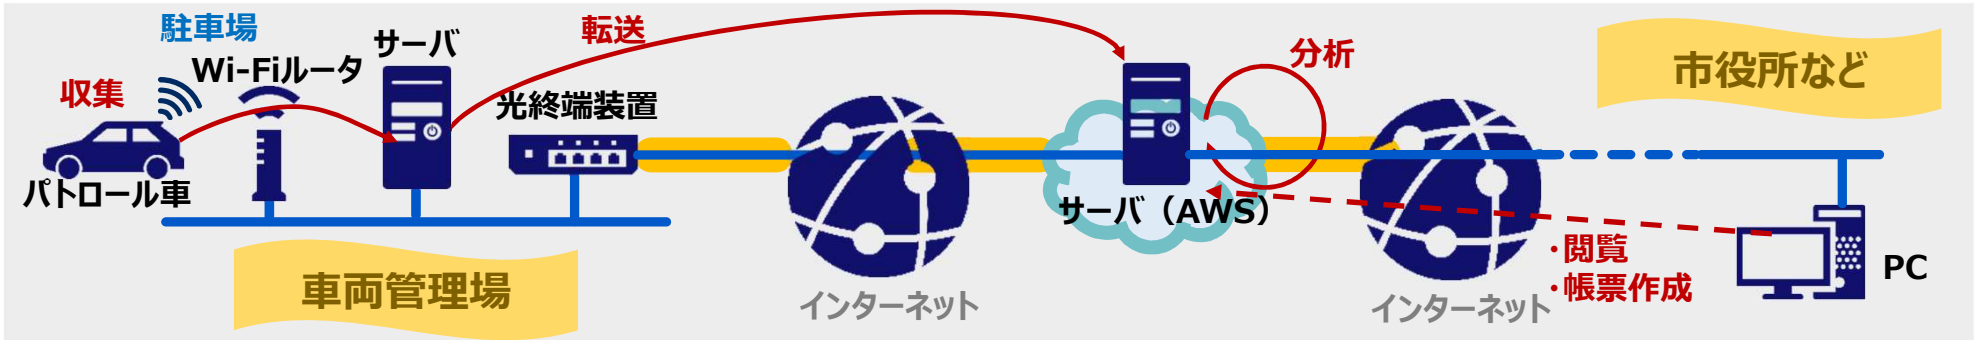 駐車場
サーバ
転送
Wi-Fiルータ
収集
光終端装置
パトロール車
車両管理場
インターネット
分析
サーバ（AWS）
インターネット
市役所など
・閲覧
・帳票作成
PC